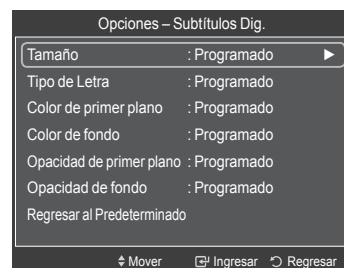 Opciones – Subtítulos Dig.
Tamaño : Programado ►
Tipo de Letra : Programado
Color de primer plano : Programado
Color de fondo : Programado
Opacidad de primer plano : Programado
Opacidad de fondo : Programado
Regresar al Predeterminado
Mover Ingresar Regresar